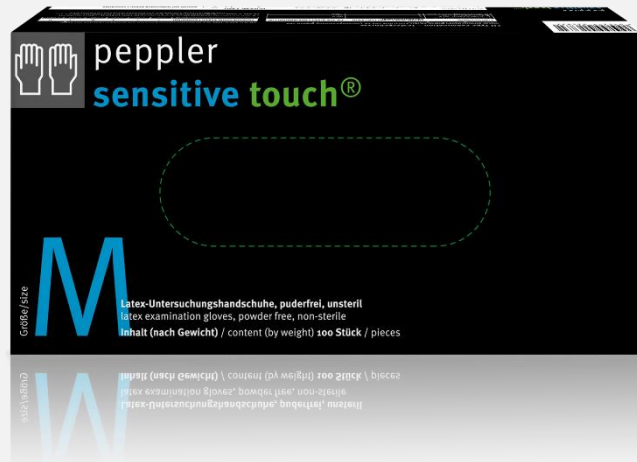 peppler
sensitive touch®
M
Größe/size
Latex-Untersuchungshandschuhe, puderfrei, unsteril
latex examination gloves, powder free, non-sterile
Inhalt (nach Gewicht) / content (by weight) 100 Stück / pieces